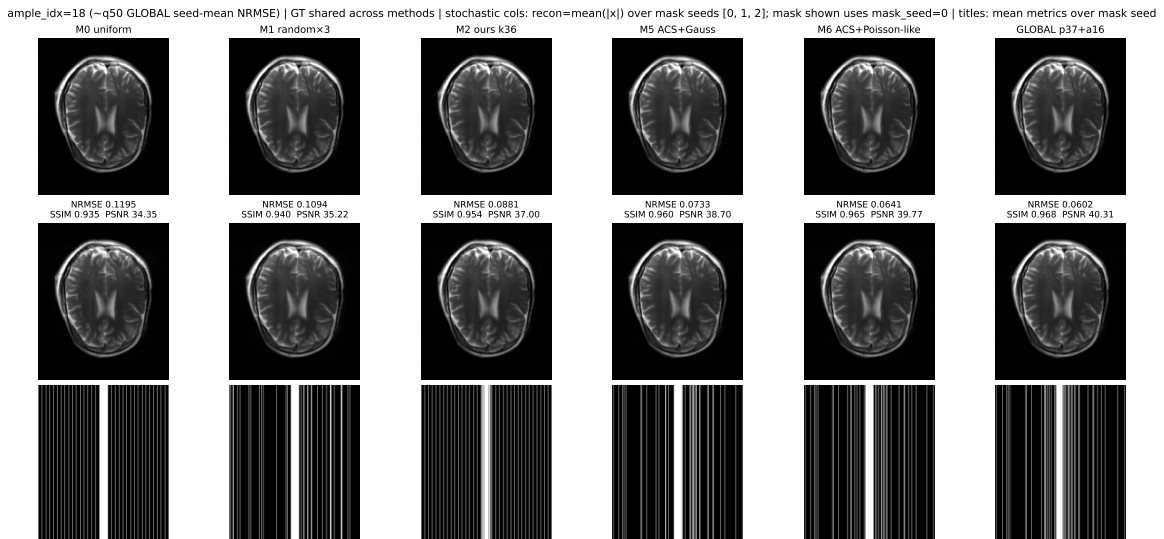 ample_idx=18 (~q50 GLOBAL seed-mean NRMSE) | GT shared across methods | stochastic cols: recon=mean(|x|) over mask seeds [0, 1, 2]; mask shown uses mask_seed=0 | titles: mean metrics over mask seed
M0 uniform
M1 random×3
M2 ours k36
M5 ACS+Gauss
M6 ACS+Poisson-like
GLOBAL p37+a16
NRMSE 0.1195
SSIM 0.935 PSNR 34.35
NRMSE 0.1094
SSIM 0.940 PSNR 35.22
NRMSE 0.0881
SSIM 0.954 PSNR 37.00
NRMSE 0.0733
SSIM 0.960 PSNR 38.70
NRMSE 0.0641
SSIM 0.965 PSNR 39.77
NRMSE 0.0602
SSIM 0.968 PSNR 40.31